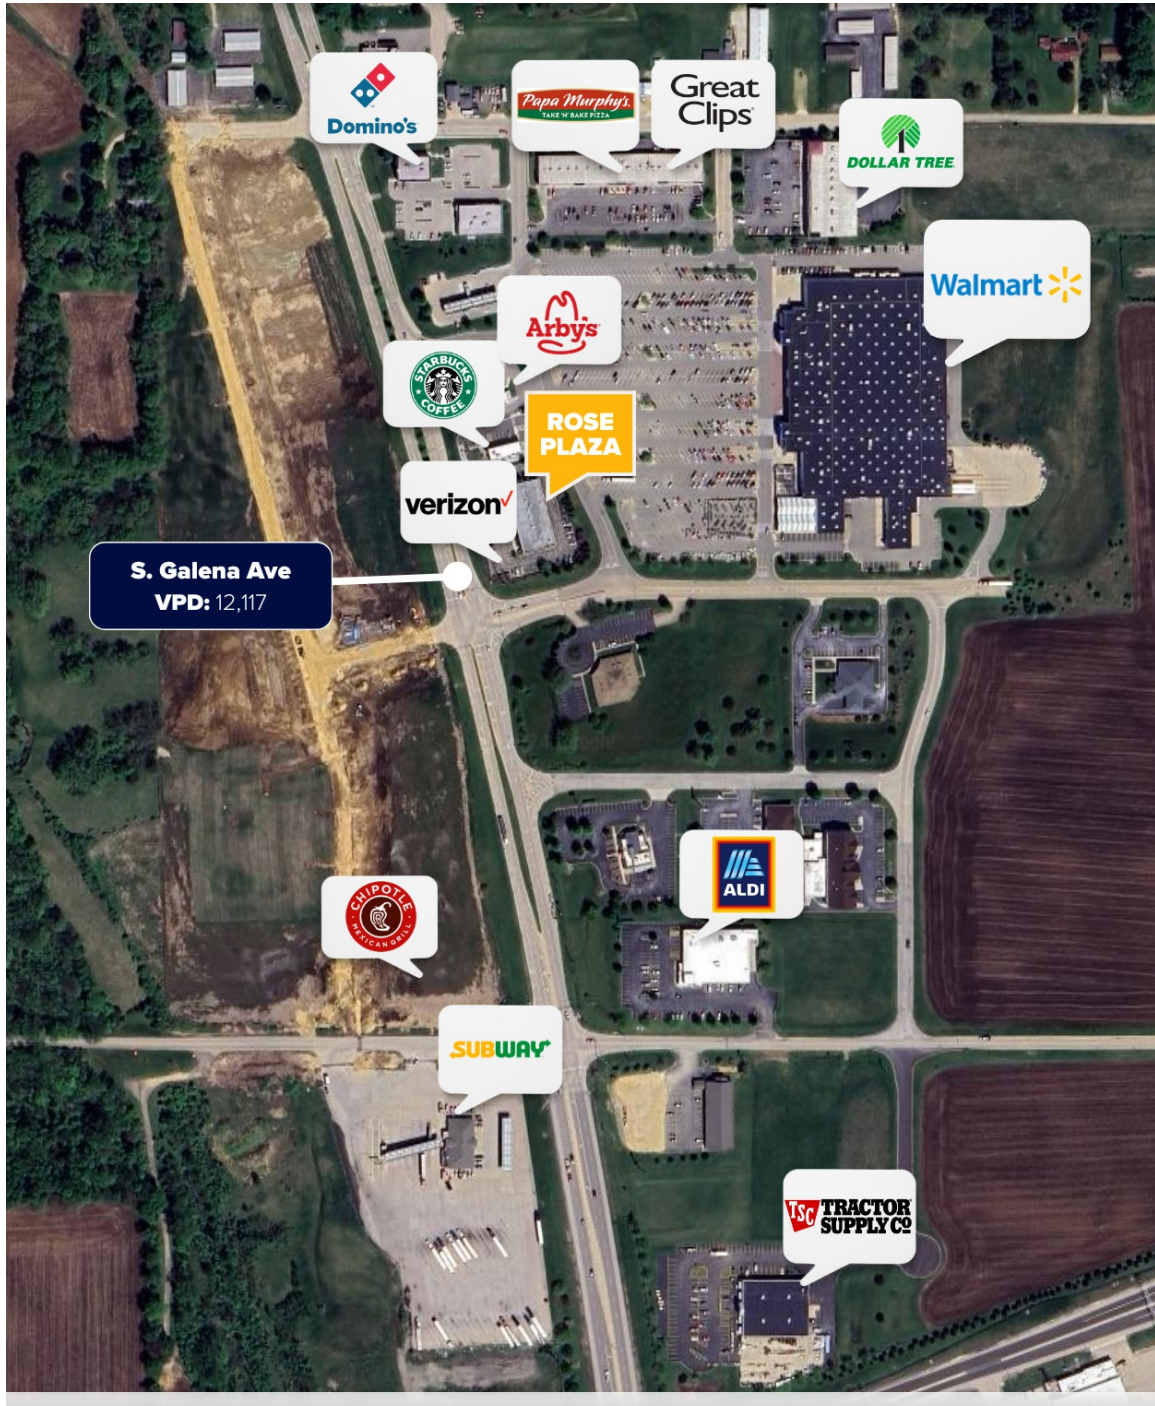 Domino's
Papa Murphy's
TAKE 'N' BAKE PIZZA
Great
Clips
1
DOLLAR TREE
Walmart
Arby's
STARBUCKS
COFFEE
ROSE
PLAZA
verizon
S. Galena Ave
VPD: 12,117
ALDI
CHIPOTLE
MEXICAN GRILL
SUBWAY
TSC TRACTOR
SUPPLY CO